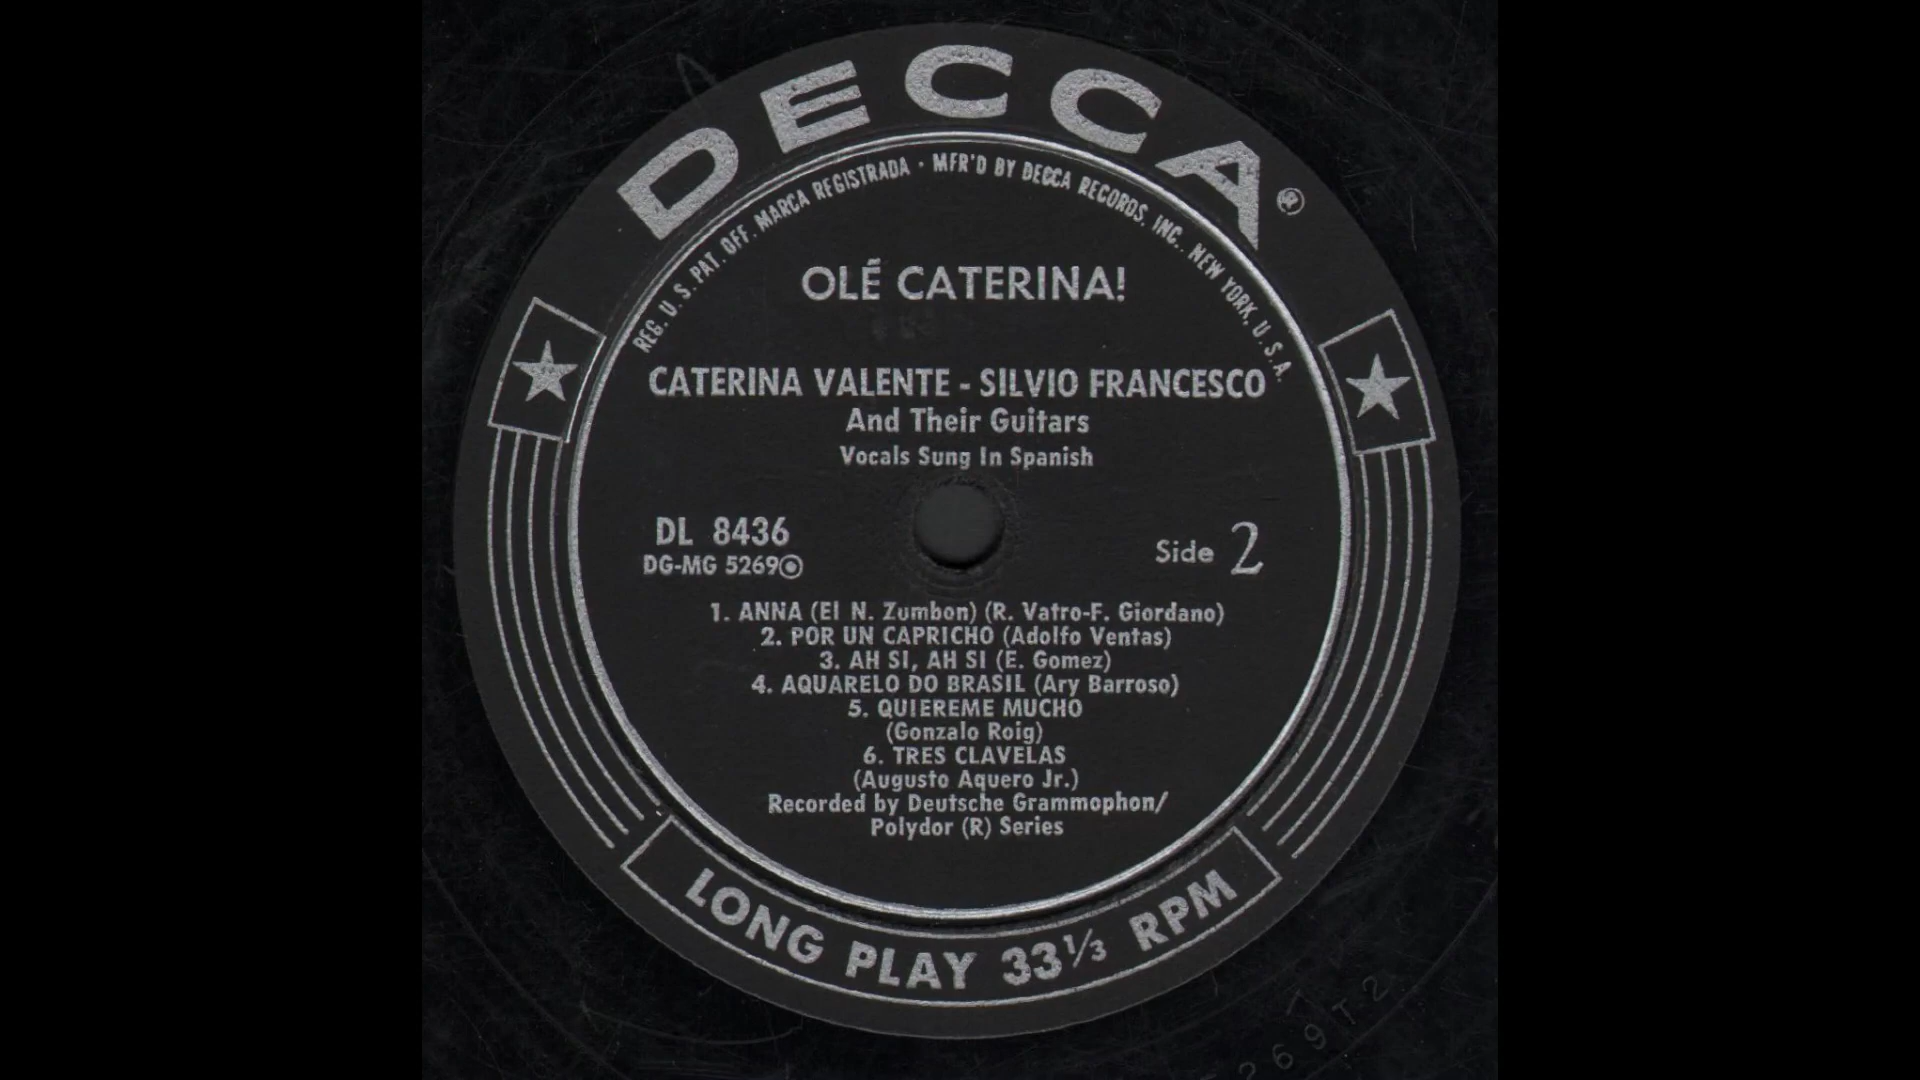 DECCA®
REG. U. S. PAT. OFF. MARCA REGISTRADA · MFR'D BY DECCA RECORDS, INC., NEW YORK, U. S. A.
OLÉ CATERINA!
CATERINA VALENTE - SILVIO FRANCESCO
And Their Guitars
Vocals Sung In Spanish
DL 8436
DG-MG 5269
Side 2
1. ANNA (El N. Zumbon) (R. Vatro-F. Giordano)
2. POR UN CAPRICHO (Adolfo Ventas)
3. AH SI, AH SI (E. Gomez)
4. AQUARELO DO BRASIL (Ary Barroso)
5. QUIEREME MUCHO
(Gonzalo Roig)
6. TRES CLAVELAS
(Augusto Aquero Jr.)
Recorded by Deutsche Grammophon/
Polydor (R) Series
LONG PLAY 33⅓ RPM